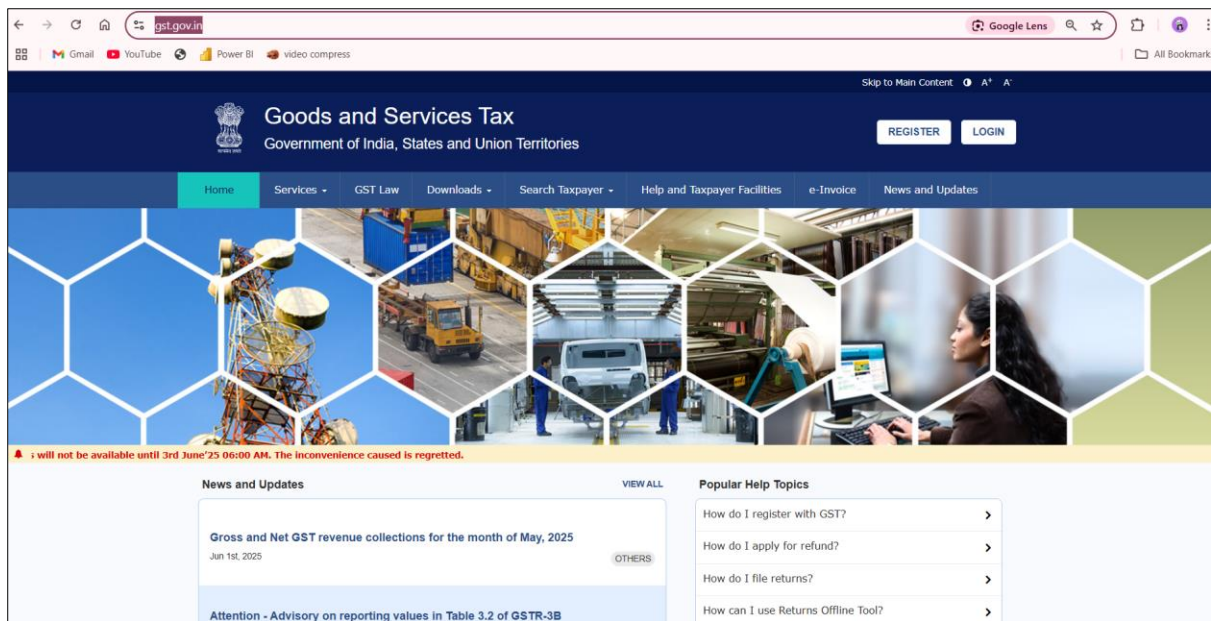 gst.gov.in
Google Lens
Gmail YouTube Power BI video compress
All Bookmark
Skip to Main Content A+ A-
Goods and Services Tax
Government of India, States and Union Territories
REGISTER LOGIN
Home Services GST Law Downloads Search Taxpayer Help and Taxpayer Facilities e-Invoice News and Updates
will not be available until 3rd June'25 06:00 AM. The inconvenience caused is regretted.
News and Updates VIEW ALL
Gross and Net GST revenue collections for the month of May, 2025
Jun 1st, 2025
OTHERS
Attention - Advisory on reporting values in Table 3.2 of GSTR-3B
Popular Help Topics
How do I register with GST?
How do I apply for refund?
How do I file returns?
How can I use Returns Offline Tool?